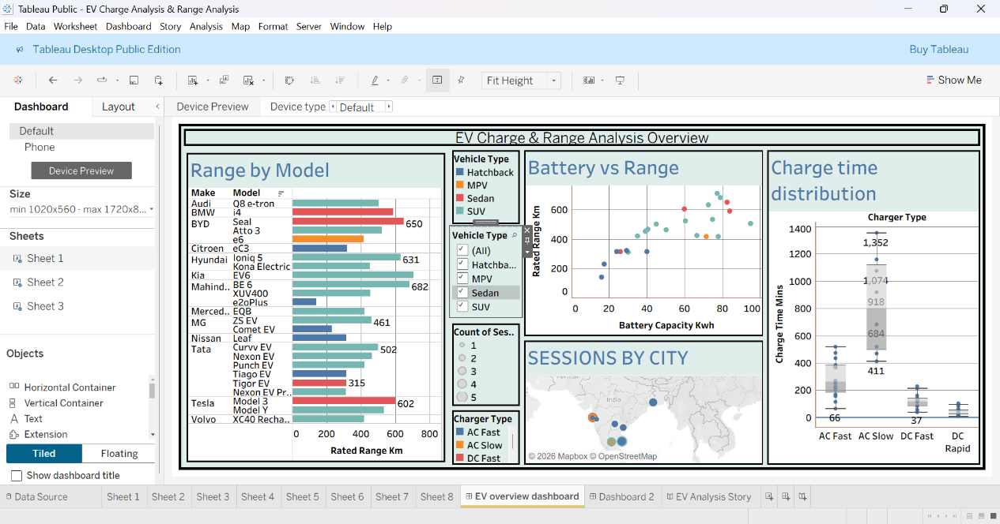 Tableau Public - EV Charge Analysis & Range Analysis
File Data Worksheet Dashboard Story Analysis Map Format Server Window Help
Tableau Desktop Public Edition
Buy Tableau
Fit Height
Show Me
Dashboard Layout
Device Preview Device type Default
Default
Phone
Device Preview
Size
min 1020x560 - max 1720x8...
Sheets
Sheet 1
Sheet 2
Sheet 3
Objects
Horizontal Container
Vertical Container
Text
Extension
Tiled Floating
Show dashboard title
EV Charge & Range Analysis Overview
Range by Model
Make Model
Audi Q8 e-tron
BMW i4
BYD Seal 650
Atto 3
e6
Citroen eC3
Hyundai Ioniq 5 631
Kona Electric
Kia EV6
Mahind.. BE 6 682
XUV400
e2oPlus
Merced.. EQB
MG ZS EV 461
Comet EV
Nissan Leaf
Tata Curvv EV 502
Nexon EV
Punch EV
Tiago EV
Tigor EV 315
Nexon EV Pr..
Tesla Model 3 602
Model Y
Volvo XC40 Recha..
0 200 400 600 800
Rated Range Km
Vehicle Type
Hatchback
MPV
Sedan
SUV
Vehicle Type
(All)
Hatchba...
MPV
Sedan
SUV
Count of Ses..
1
2
3
4
5
Charger Type
AC Fast
AC Slow
DC Fast
Battery vs Range
Rated Range Km
600
400
200
0
0 20 40 60 80 100
Battery Capacity Kwh
SESSIONS BY CITY
Pakistan
India
© 2026 Mapbox © OpenStreetMap
Charge time
distribution
Charger Type
Charge Time Mins
1400
1200
1000
800
600
400
200
0
1,352
1,074
918
684
411
66
37
AC Fast AC Slow DC Fast DC
Rapid
Data Source Sheet 1 Sheet 2 Sheet 3 Sheet 4 Sheet 5 Sheet 6 Sheet 7 Sheet 8 EV overview dashboard Dashboard 2 EV Analysis Story